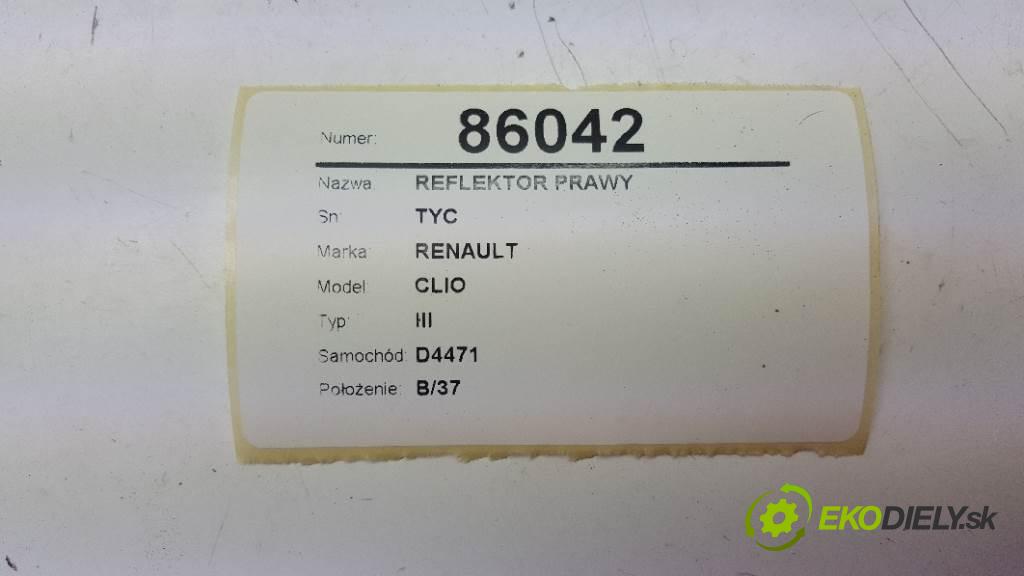 Numer: 86042
Nazwa: REFLEKTOR PRAWY
Sn: TYC
Marka: RENAULT
Model: CLIO
Typ: III
Samochód: D4471
Położenie: B/37
EKODIELY.sk